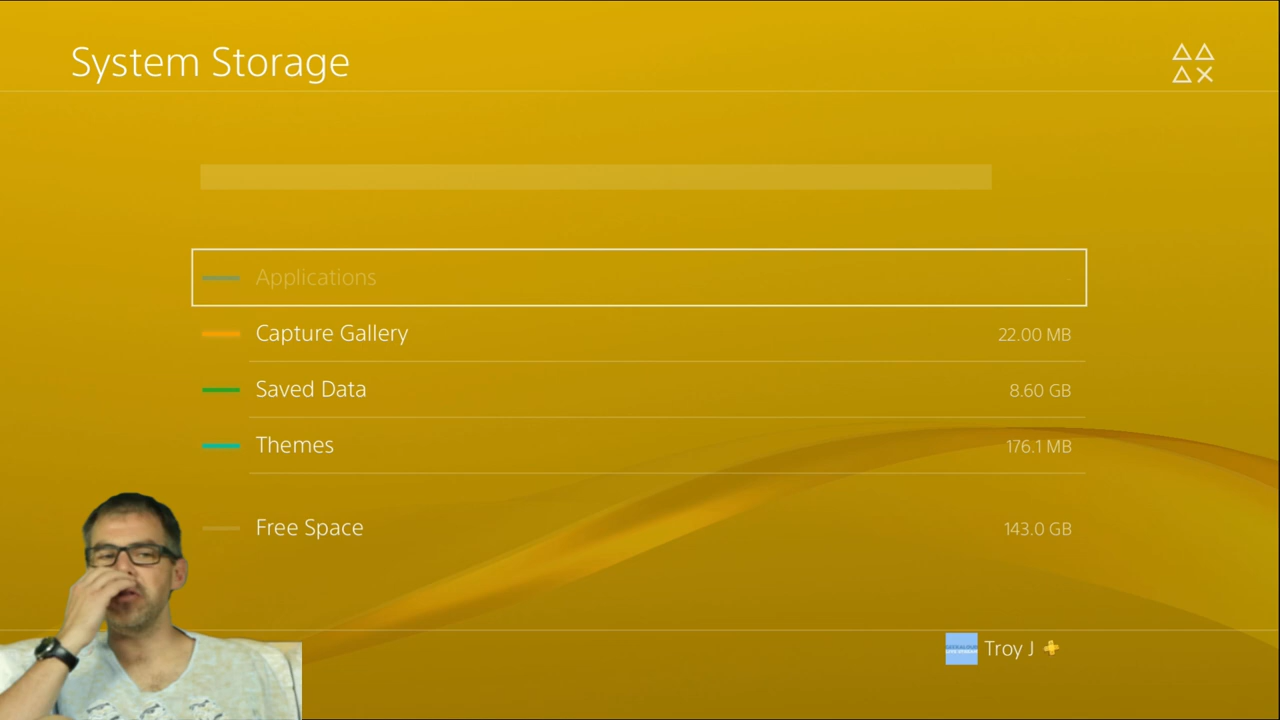 System Storage
Applications -
Capture Gallery 22.00 MB
Saved Data 8.60 GB
Themes 176.1 MB
Free Space 143.0 GB
Troy J